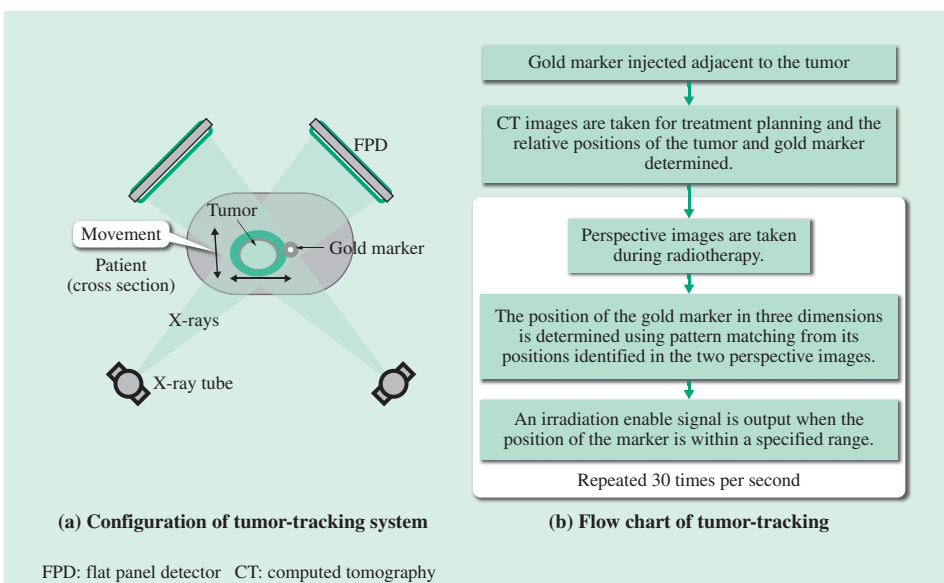 FPD
Tumor
Movement
Gold marker
Patient
(cross section)
X-rays
X-ray tube
(a) Configuration of tumor-tracking system
Gold marker injected adjacent to the tumor
CT images are taken for treatment planning and the
relative positions of the tumor and gold marker
determined.
Perspective images are taken
during radiotherapy.
The position of the gold marker in three dimensions
is determined using pattern matching from its
positions identified in the two perspective images.
An irradiation enable signal is output when the
position of the marker is within a specified range.
Repeated 30 times per second
(b) Flow chart of tumor-tracking
FPD: flat panel detector CT: computed tomography